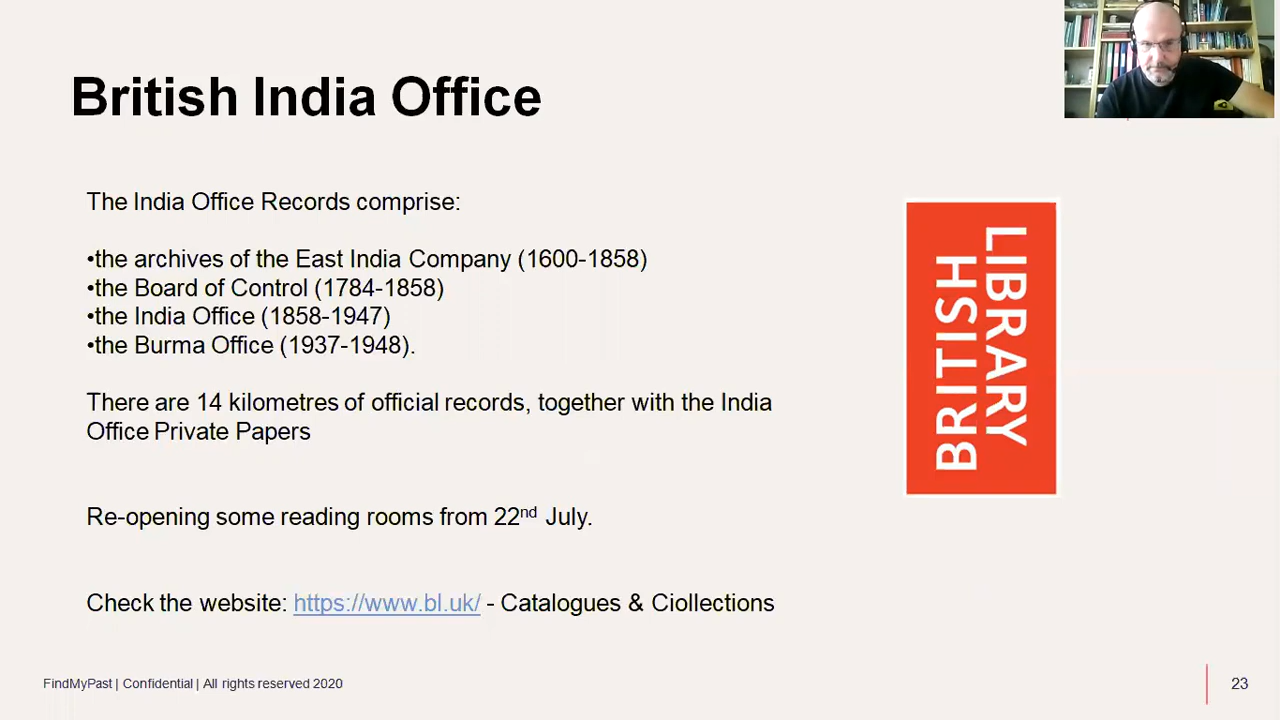 British India Office
The India Office Records comprise:
•the archives of the East India Company (1600-1858)
•the Board of Control (1784-1858)
•the India Office (1858-1947)
•the Burma Office (1937-1948).
There are 14 kilometres of official records, together with the India
Office Private Papers
Re-opening some reading rooms from 22nd July.
Check the website: https://www.bl.uk/ - Catalogues & Ciollections
BRITISH
LIBRARY
FindMyPast | Confidential | All rights reserved 2020
23